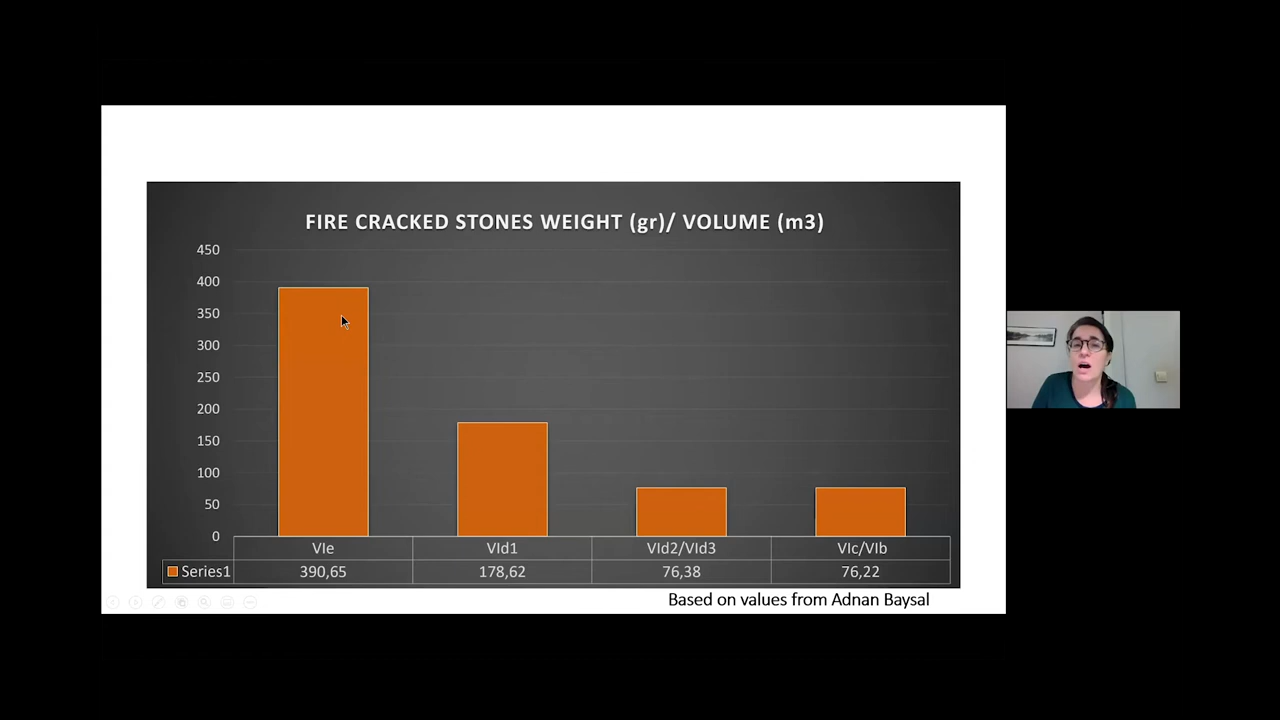 FIRE CRACKED STONES WEIGHT (gr)/ VOLUME (m3)
450
400
350
300
250
200
150
100
50
0
VIe VId1 VId2/VId3 VIc/VIb
Series1 390,65 178,62 76,38 76,22
Based on values from Adnan Baysal